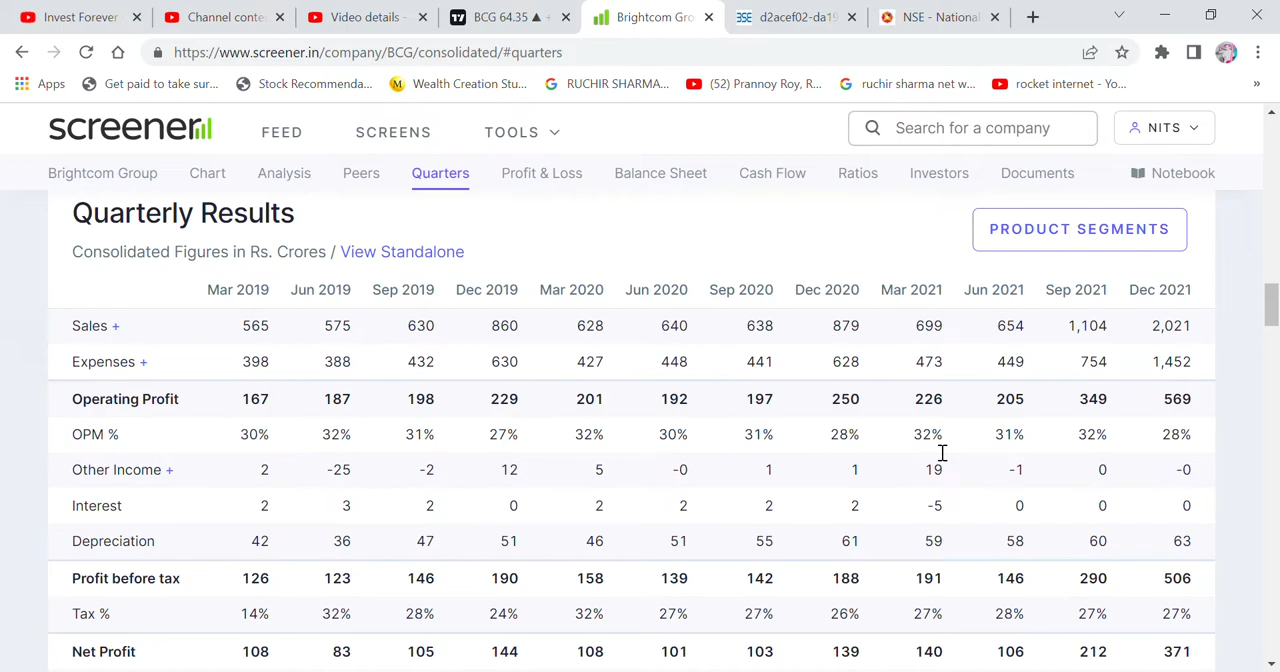 Invest Forever
Channel conte
Video details -
BCG 64.35 ▲ +
Brightcom Gro
d2acef02-da19
NSE - National
https://www.screener.in/company/BCG/consolidated/#quarters
Apps Get paid to take sur... Stock Recommenda... Wealth Creation Stu... RUCHIR SHARMA... (52) Prannoy Roy, R... ruchir sharma net w... rocket internet - Yo... »
screener FEED SCREENS TOOLS Search for a company NITS
Brightcom Group Chart Analysis Peers Quarters Profit & Loss Balance Sheet Cash Flow Ratios Investors Documents Notebook
Quarterly Results
PRODUCT SEGMENTS
Consolidated Figures in Rs. Crores / View Standalone
Mar 2019 Jun 2019 Sep 2019 Dec 2019 Mar 2020 Jun 2020 Sep 2020 Dec 2020 Mar 2021 Jun 2021 Sep 2021 Dec 2021
Sales + 565 575 630 860 628 640 638 879 699 654 1,104 2,021
Expenses + 398 388 432 630 427 448 441 628 473 449 754 1,452
Operating Profit 167 187 198 229 201 192 197 250 226 205 349 569
OPM % 30% 32% 31% 27% 32% 30% 31% 28% 32% 31% 32% 28%
Other Income + 2 -25 -2 12 5 -0 1 1 19 -1 0 -0
Interest 2 3 2 0 2 2 2 2 -5 0 0 0
Depreciation 42 36 47 51 46 51 55 61 59 58 60 63
Profit before tax 126 123 146 190 158 139 142 188 191 146 290 506
Tax % 14% 32% 28% 24% 32% 27% 27% 26% 27% 28% 27% 27%
Net Profit 108 83 105 144 108 101 103 139 140 106 212 371